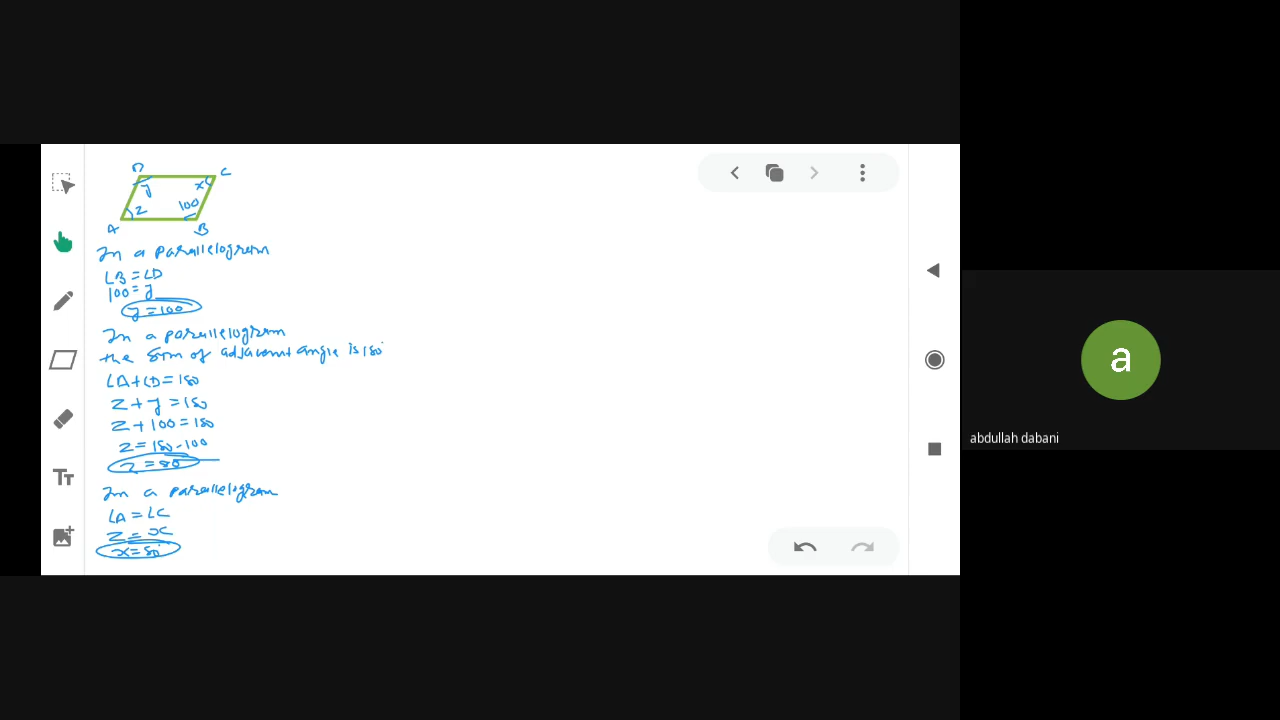 D C
y x
z 100
A B
In a parallelogram
∠B = ∠D
100 = y
y = 100
In a parallelogram
the sum of adjacent angle is 180°
∠A + ∠D = 180
z + y = 180
z + 100 = 180
z = 180 - 100
z = 80
In a parallelogram
∠A = ∠C
z = x
x = 80°
Tт
a
abdullah dabani